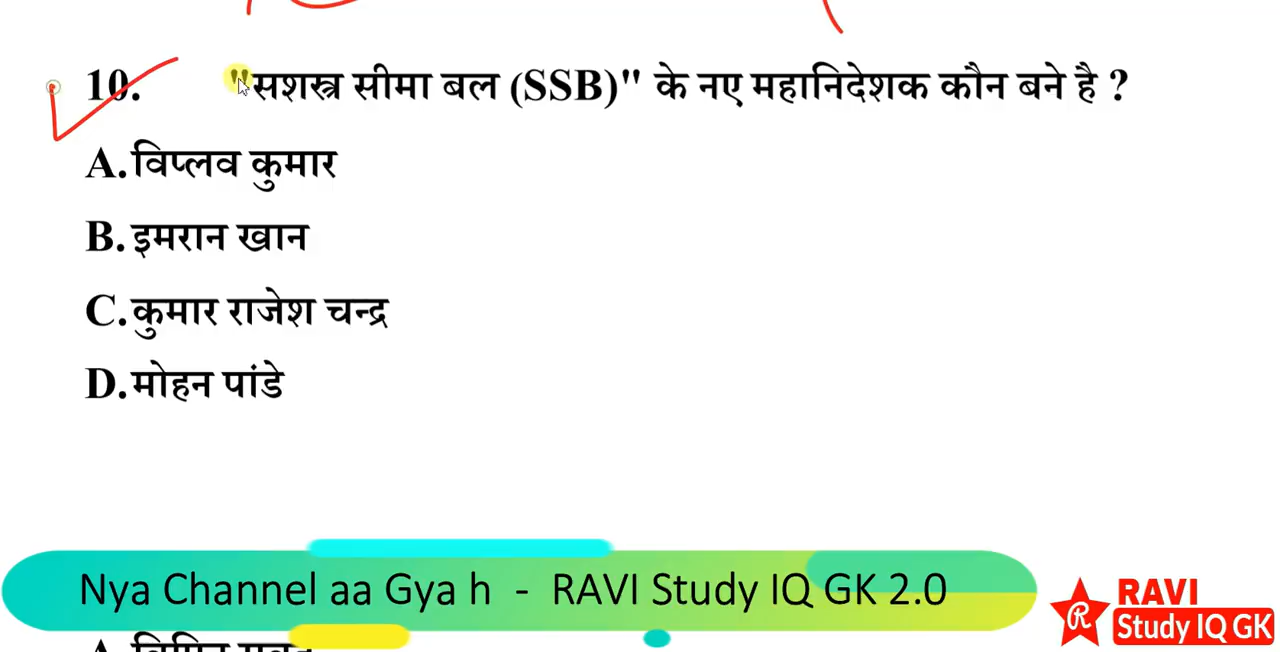 10. "सशस्त्र सीमा बल (SSB)" के नए महानिदेशक कौन बने है ?
A. विप्लव कुमार
B. इमरान खान
C. कुमार राजेश चन्द्र
D. मोहन पांडे
Nya Channel aa Gya h - RAVI Study IQ GK 2.0
RAVI
Study IQ GK